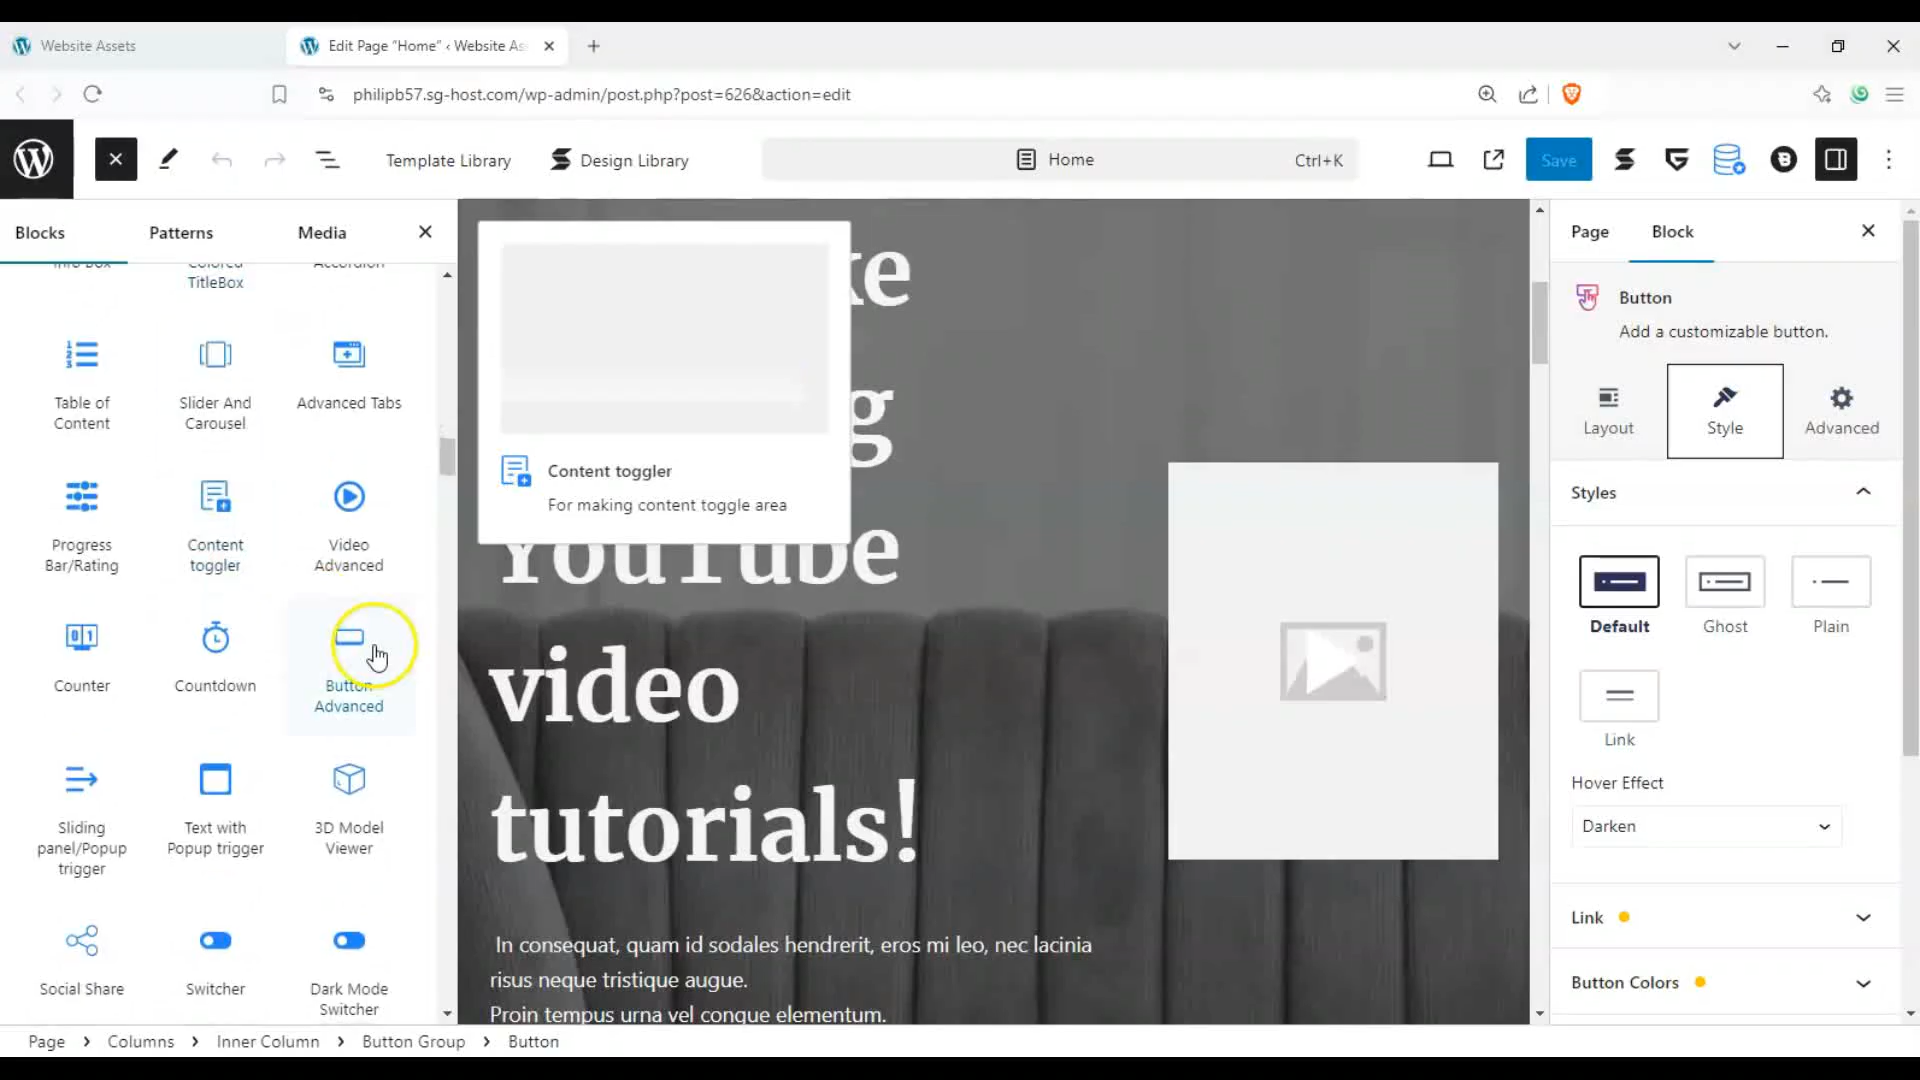 Website Assets
Edit Page "Home" ‹ Website As
philipb57.sg-host.com/wp-admin/post.php?post=626&action=edit
Template Library
Design Library
Home
Ctrl+K
Save
Blocks
Patterns
Media
Info Box
Colored
TitleBox
Accordion
Table of
Content
Slider And
Carousel
Advanced Tabs
Progress
Bar/Rating
Content
toggler
Video
Advanced
Counter
Countdown
Button
Advanced
Sliding
panel/Popup
trigger
Text with
Popup trigger
3D Model
Viewer
Social Share
Switcher
Dark Mode
Switcher
Content toggler
For making content toggle area
ke
g
YouTube
video
tutorials!
In consequat, quam id sodales hendrerit, eros mi leo, nec lacinia
risus neque tristique augue.
Proin tempus urna vel congue elementum.
Page
Block
Button
Add a customizable button.
Layout
Style
Advanced
Styles
Default
Ghost
Plain
Link
Hover Effect
Darken
Link
Button Colors
Page › Columns › Inner Column › Button Group › Button